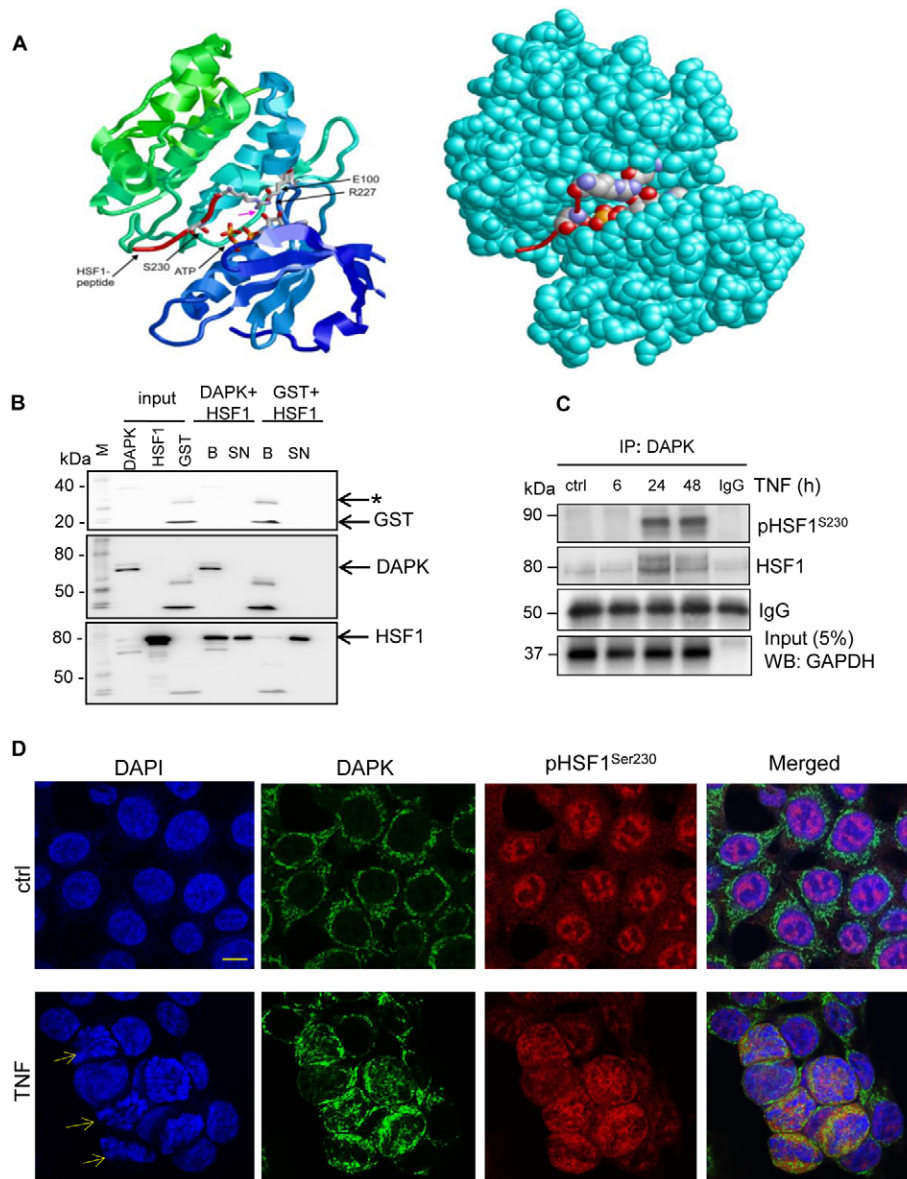 A
E100
R227
HSF1-
peptide
S230
ATP
B
input
DAPK+
HSF1
GST+
HSF1
kDa
M
DAPK
HSF1
GST
B
SN
B
SN
40 -
20 -
*
GST
80 -
50 -
DAPK
80 -
50 -
HSF1
C
IP: DAPK
kDa
ctrl
6
24
48
IgG
TNF (h)
90
pHSF1S230
80
HSF1
50
IgG
37
Input (5%)
WB: GAPDH
D
DAPI
DAPK
pHSF1Ser230
Merged
ctrl
TNF